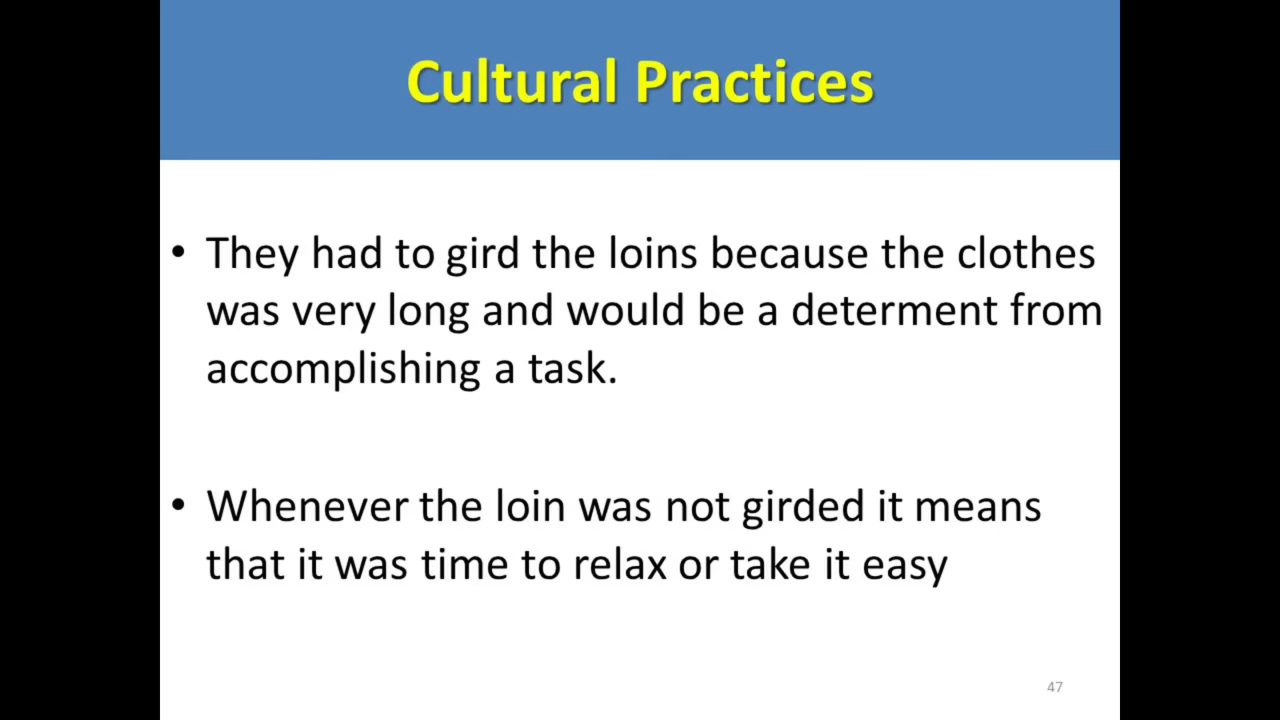 Cultural Practices
• They had to gird the loins because the clothes
was very long and would be a determent from
accomplishing a task.
• Whenever the loin was not girded it means
that it was time to relax or take it easy
47